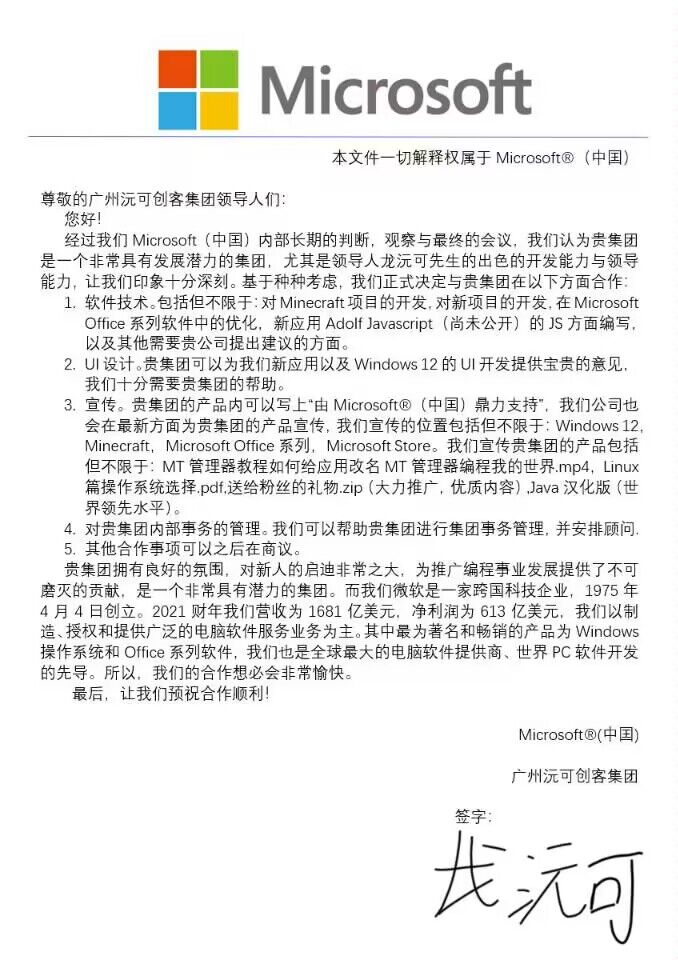 Microsoft
本文件一切解释权属于 Microsoft®（中国）
尊敬的广州沅可创客集团领导人们：
您好！
经过我们 Microsoft（中国）内部长期的判断，观察与最终的会议，我们认为贵集团
是一个非常具有发展潜力的集团，尤其是领导人龙沅可先生的出色的开发能力与领导
能力，让我们印象十分深刻。基于种种考虑，我们正式决定与贵集团在以下方面合作：
1. 软件技术。包括但不限于：对 Minecraft 项目的开发，对新项目的开发，在 Microsoft
Office 系列软件中的优化，新应用 Adolf Javascript（尚未公开）的 JS 方面编写，
以及其他需要贵公司提出建议的方面。
2. UI 设计。贵集团可以为我们新应用以及 Windows 12 的 UI 开发提供宝贵的意见，
我们十分需要贵集团的帮助。
3. 宣传。贵集团的产品内可以写上“由 Microsoft®（中国）鼎力支持”，我们公司也
会在最新方面为贵集团的产品宣传，我们宣传的位置包括但不限于：Windows 12,
Minecraft，Microsoft Office 系列，Microsoft Store。我们宣传贵集团的产品包括
但不限于：MT 管理器教程如何给应用改名 MT 管理器编程我的世界.mp4，Linux
篇操作系统选择.pdf,送给粉丝的礼物.zip（大力推广，优质内容）,Java 汉化版（世
界领先水平）。
4. 对贵集团内部事务的管理。我们可以帮助贵集团进行集团事务管理，并安排顾问.
5. 其他合作事项可以之后在商议。
贵集团拥有良好的氛围，对新人的启迪非常之大，为推广编程事业发展提供了不可
磨灭的贡献，是一个非常具有潜力的集团。而我们微软是一家跨国科技企业，1975 年
4 月 4 日创立。2021 财年我们营收为 1681 亿美元，净利润为 613 亿美元，我们以制
造、授权和提供广泛的电脑软件服务业务为主。其中最为著名和畅销的产品为 Windows
操作系统和 Office 系列软件，我们也是全球最大的电脑软件提供商、世界 PC 软件开发
的先导。所以，我们的合作想必会非常愉快。
最后，让我们预祝合作顺利！
Microsoft®(中国)
广州沅可创客集团
签字：
龙沅可